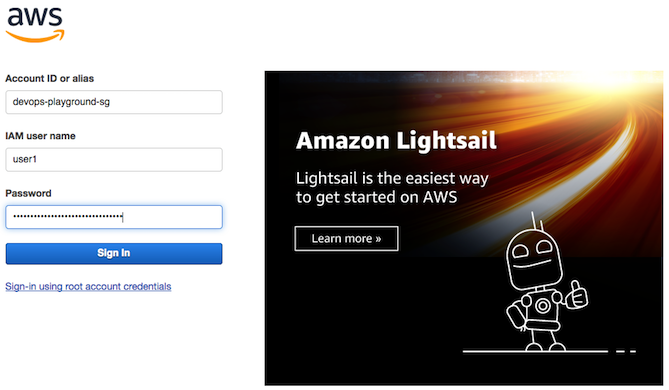 aws
Account ID or alias
devops-playground-sg
IAM user name
user1
Password
••••••••••••••••••••••••••••••••
Sign In
Sign-in using root account credentials
Amazon Lightsail
Lightsail is the easiest way
to get started on AWS
Learn more »